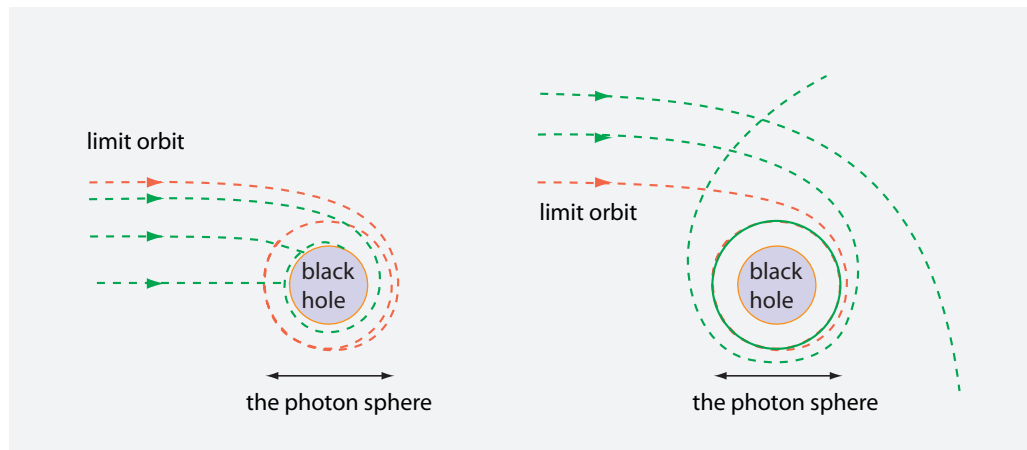 limit orbit
black
hole
the photon sphere
limit orbit
black
hole
the photon sphere